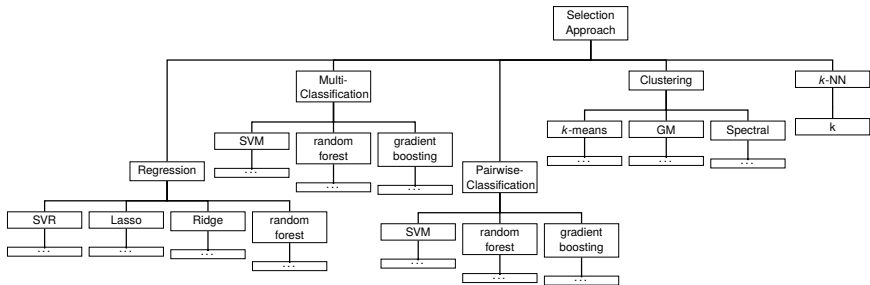 Selection
Approach
Multi-
Classification
Clustering
k-NN
SVM
random
forest
gradient
boosting
k-means
GM
Spectral
k
...
...
...
...
...
...
Regression
Pairwise-
Classification
SVR
Lasso
Ridge
random
forest
SVM
random
forest
gradient
boosting
...
...
...
...
...
...
...